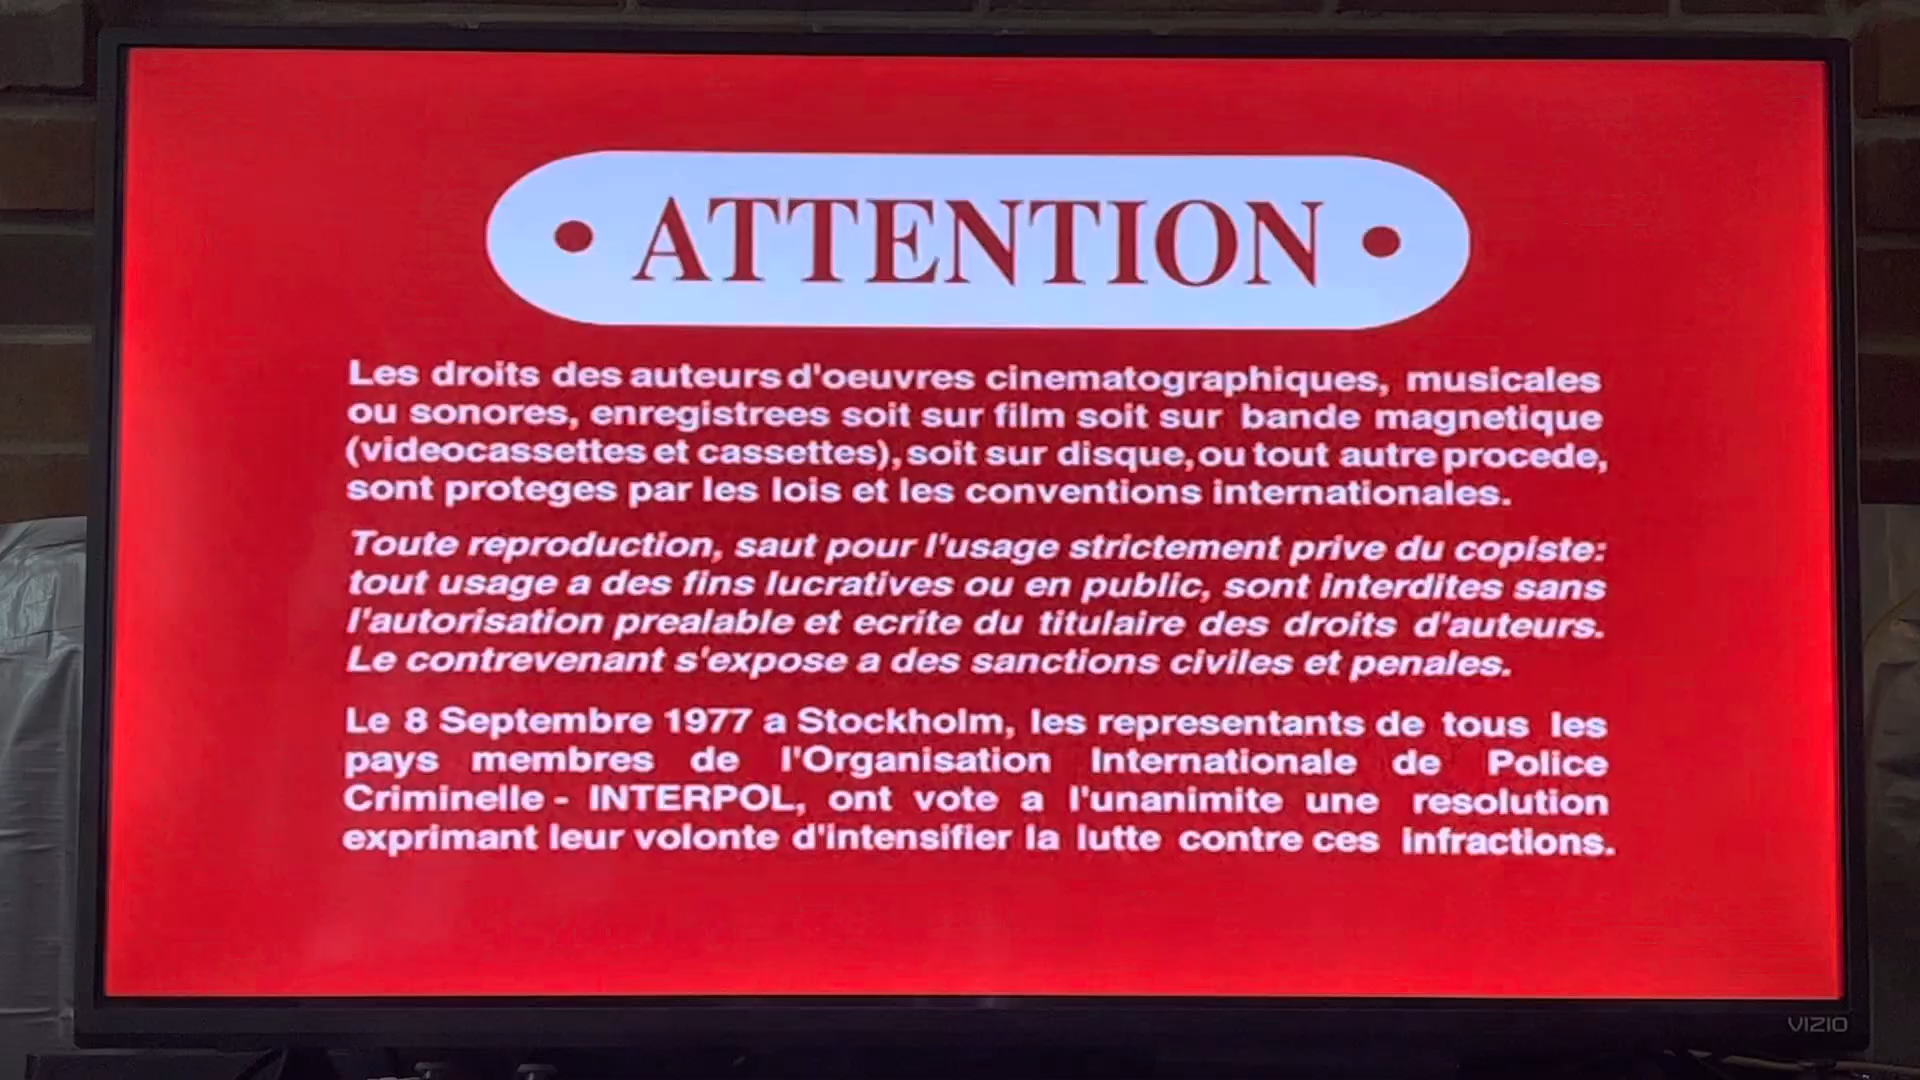 • ATTENTION •
Les droits des auteurs d'oeuvres cinematographiques, musicales
ou sonores, enregistrees soit sur film soit sur bande magnetique
(videocassettes et cassettes), soit sur disque, ou tout autre procede,
sont proteges par les lois et les conventions internationales.
Toute reproduction, saut pour l'usage strictement prive du copiste:
tout usage a des fins lucratives ou en public, sont interdites sans
l'autorisation prealable et ecrite du titulaire des droits d'auteurs.
Le contrevenant s'expose a des sanctions civiles et penales.
Le 8 Septembre 1977 a Stockholm, les representants de tous les
pays membres de l'Organisation Internationale de Police
Criminelle - INTERPOL, ont vote a l'unanimite une resolution
exprimant leur volonte d'intensifier la lutte contre ces infractions.
VIZIO